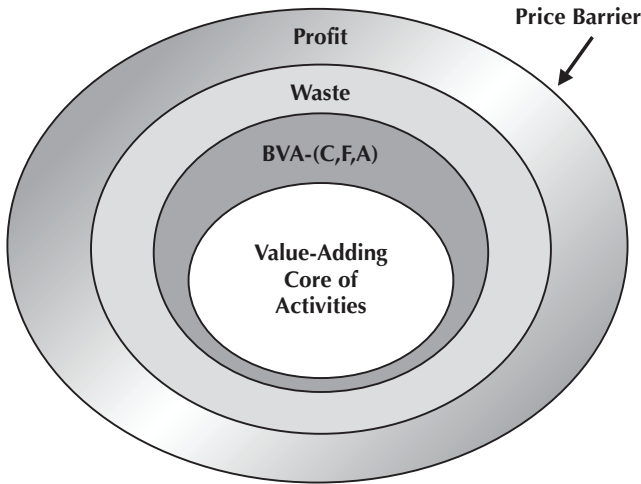 Price Barrier
Profit
Waste
BVA-(C,F,A)
Value-Adding
Core of
Activities